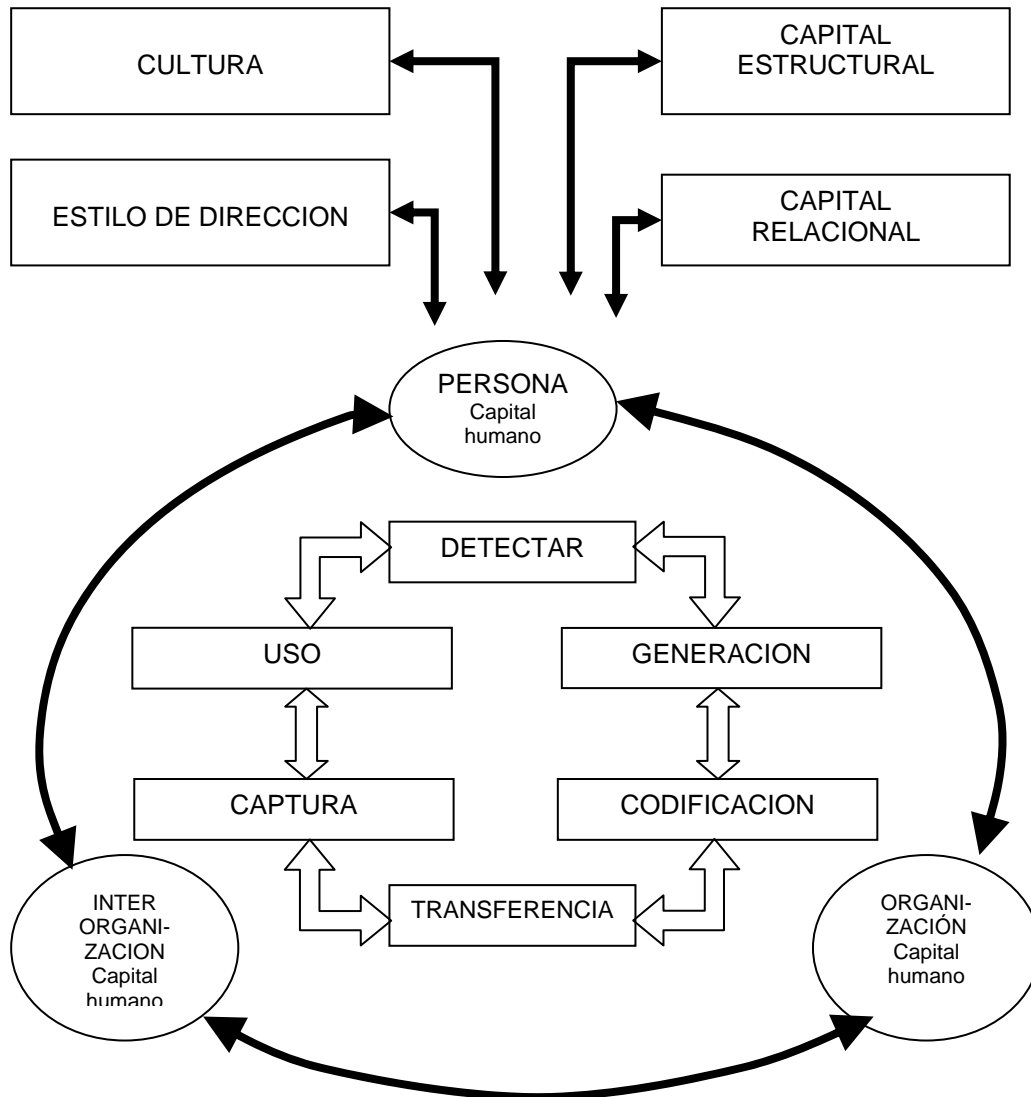 CULTURA
CAPITAL
ESTRUCTURAL
ESTILO DE DIRECCION
CAPITAL
RELACIONAL
PERSONA
Capital
humano
DETECTAR
USO
GENERACION
CAPTURA
CODIFICACION
TRANSFERENCIA
INTER
ORGANI-
ZACION
Capital
humano
ORGANI-
ZACIÓN
Capital
humano